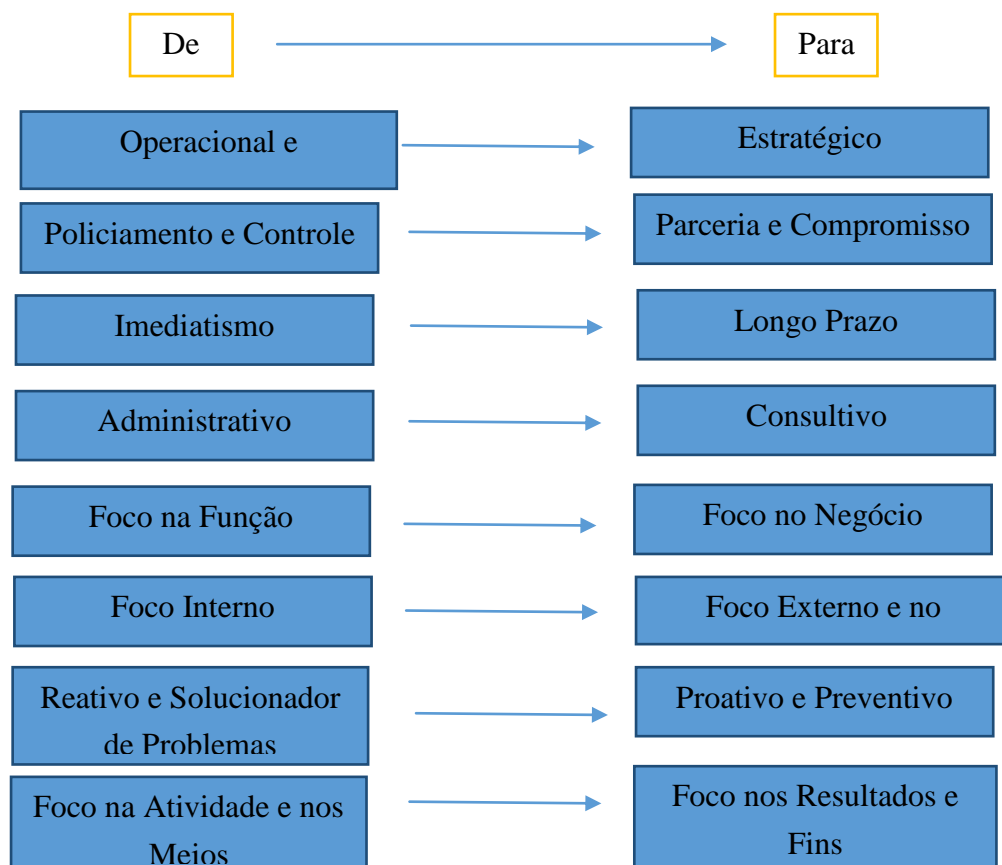 De
Para
Operacional e
Estratégico
Policiamento e Controle
Parceria e Compromisso
Imediatismo
Longo Prazo
Administrativo
Consultivo
Foco na Função
Foco no Negócio
Foco Interno
Foco Externo e no
Reativo e Solucionador
de Problemas
Proativo e Preventivo
Foco na Atividade e nos
Meios
Foco nos Resultados e
Fins